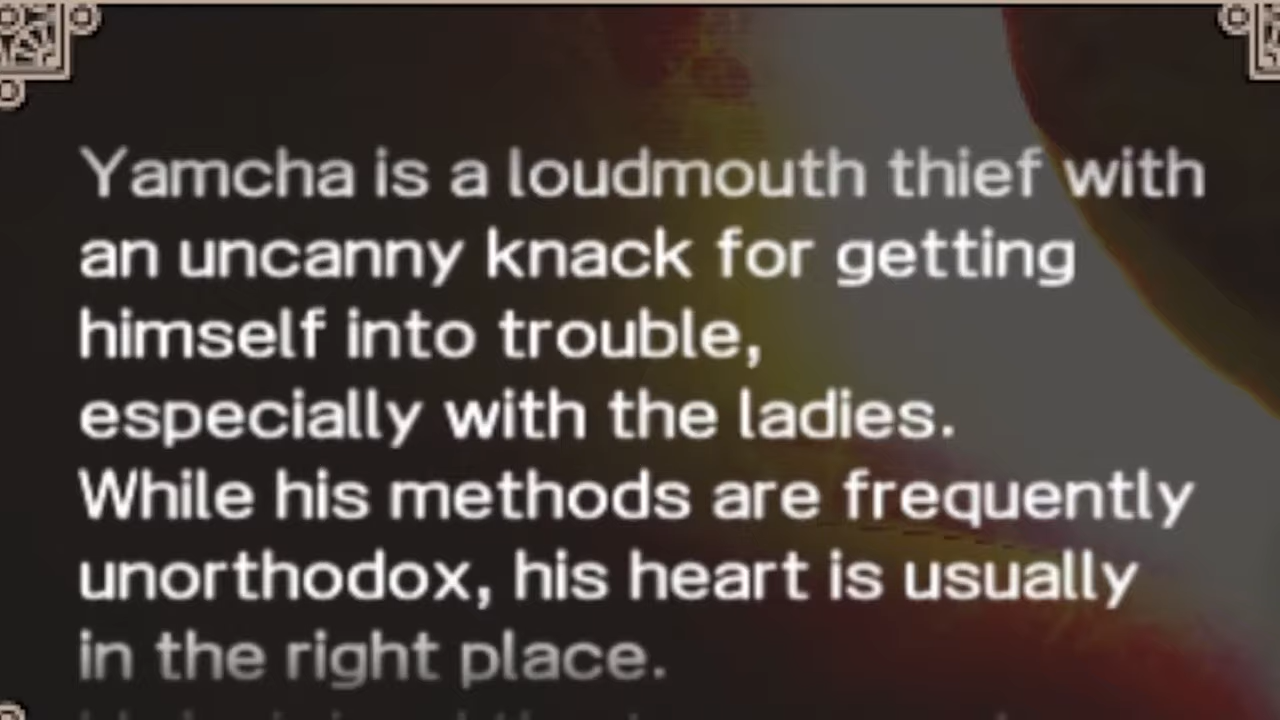 Yamcha is a loudmouth thief with
an uncanny knack for getting
himself into trouble,
especially with the ladies.
While his methods are frequently
unorthodox, his heart is usually
in the right place.